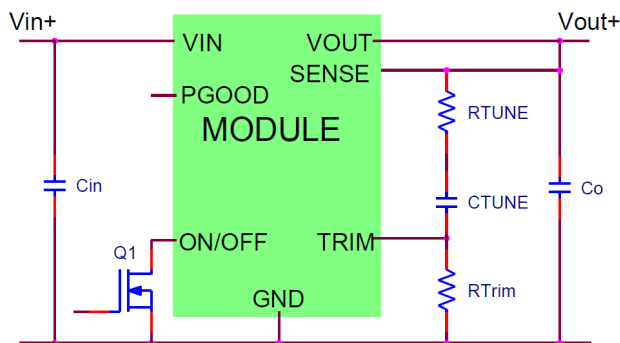 Vin+
Vout+
VIN
VOUT
SENSE
PGOOD
MODULE
RTUNE
Cin
CTUNE
Co
ON/OFF
TRIM
Q1
RTrim
GND